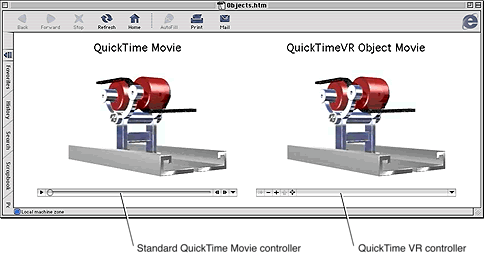 Objects.htm
Back Forward Stop Refresh Home AutoFill Print Mail
Favorites
History
Search
Scrapbook
QuickTime Movie QuickTimeVR Object Movie
Local machine zone
Standard QuickTime Movie controller QuickTime VR controller